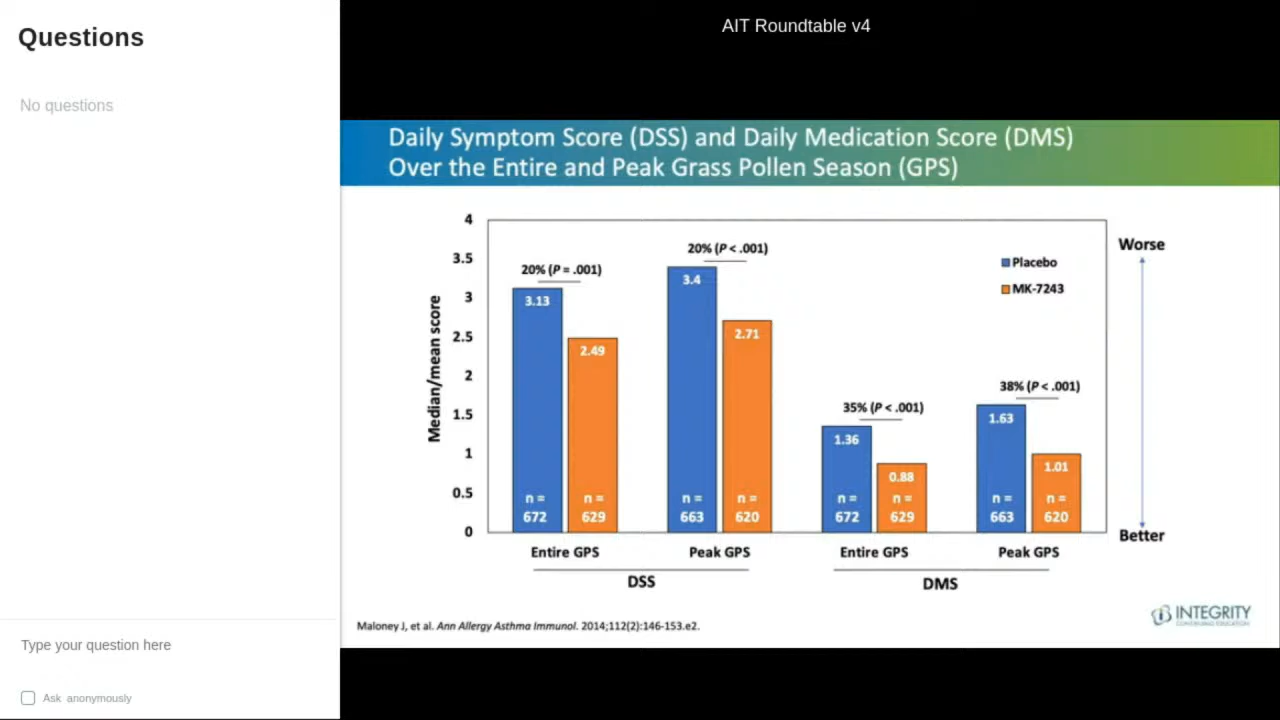 Questions
No questions
Type your question here
Ask anonymously
AIT Roundtable v4
Daily Symptom Score (DSS) and Daily Medication Score (DMS)
Over the Entire and Peak Grass Pollen Season (GPS)
Median/mean score
4
3.5
3
2.5
2
1.5
1
0.5
0
20% (P = .001)
3.13
2.49
n =
672
n =
629
20% (P < .001)
3.4
2.71
n =
663
n =
620
35% (P < .001)
1.36
0.88
n =
672
n =
629
38% (P < .001)
1.63
1.01
n =
663
n =
620
Placebo
MK-7243
Worse
Better
Entire GPS
Peak GPS
Entire GPS
Peak GPS
DSS
DMS
Maloney J, et al. Ann Allergy Asthma Immunol. 2014;112(2):146-153.e2.
INTEGRITY
CONTINUING EDUCATION